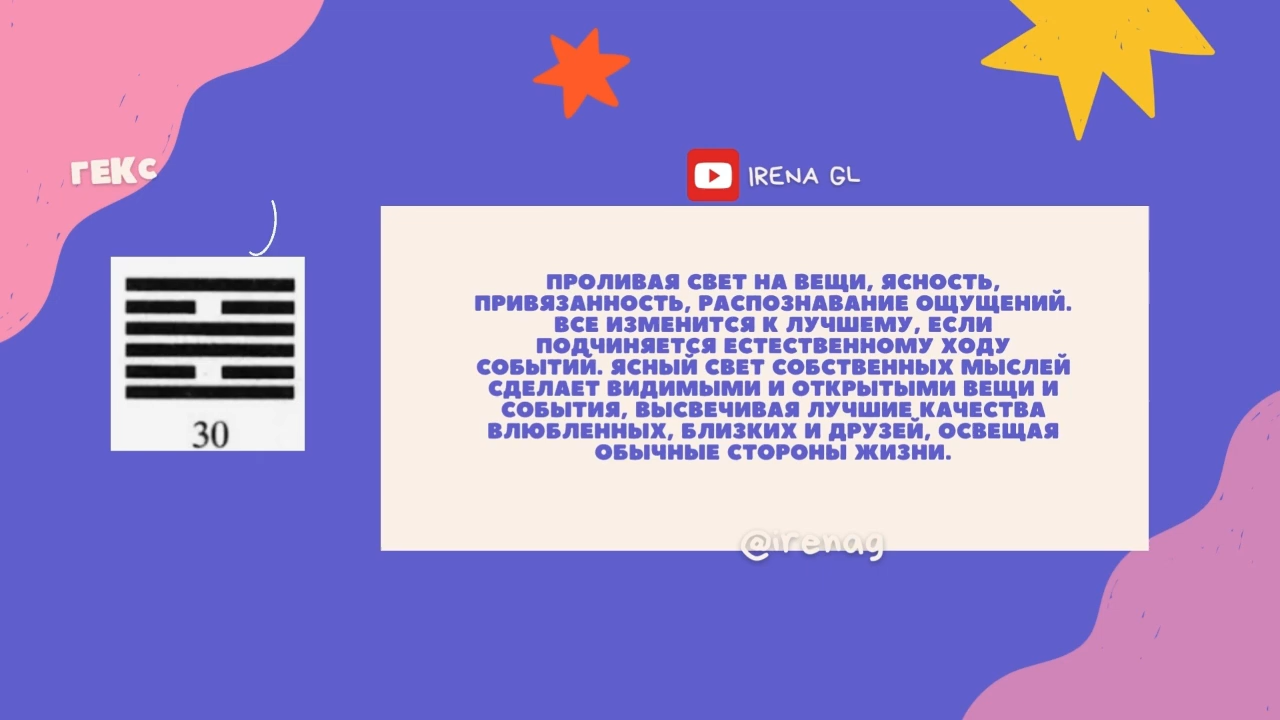 ГЕКС
IRENA GL
30
ПРОЛИВАЯ СВЕТ НА ВЕЩИ, ЯСНОСТЬ,
ПРИВЯЗАННОСТЬ, РАСПОЗНАВАНИЕ ОЩУЩЕНИЙ.
ВСЕ ИЗМЕНИТСЯ К ЛУЧШЕМУ, ЕСЛИ
ПОДЧИНЯЕТСЯ ЕСТЕСТВЕННОМУ ХОДУ
СОБЫТИЙ. ЯСНЫЙ СВЕТ СОБСТВЕННЫХ МЫСЛЕЙ
СДЕЛАЕТ ВИДИМЫМИ И ОТКРЫТЫМИ ВЕЩИ И
СОБЫТИЯ, ВЫСВЕЧИВАЯ ЛУЧШИЕ КАЧЕСТВА
ВЛЮБЛЕННЫХ, БЛИЗКИХ И ДРУЗЕЙ, ОСВЕЩАЯ
ОБЫЧНЫЕ СТОРОНЫ ЖИЗНИ.
@irenag